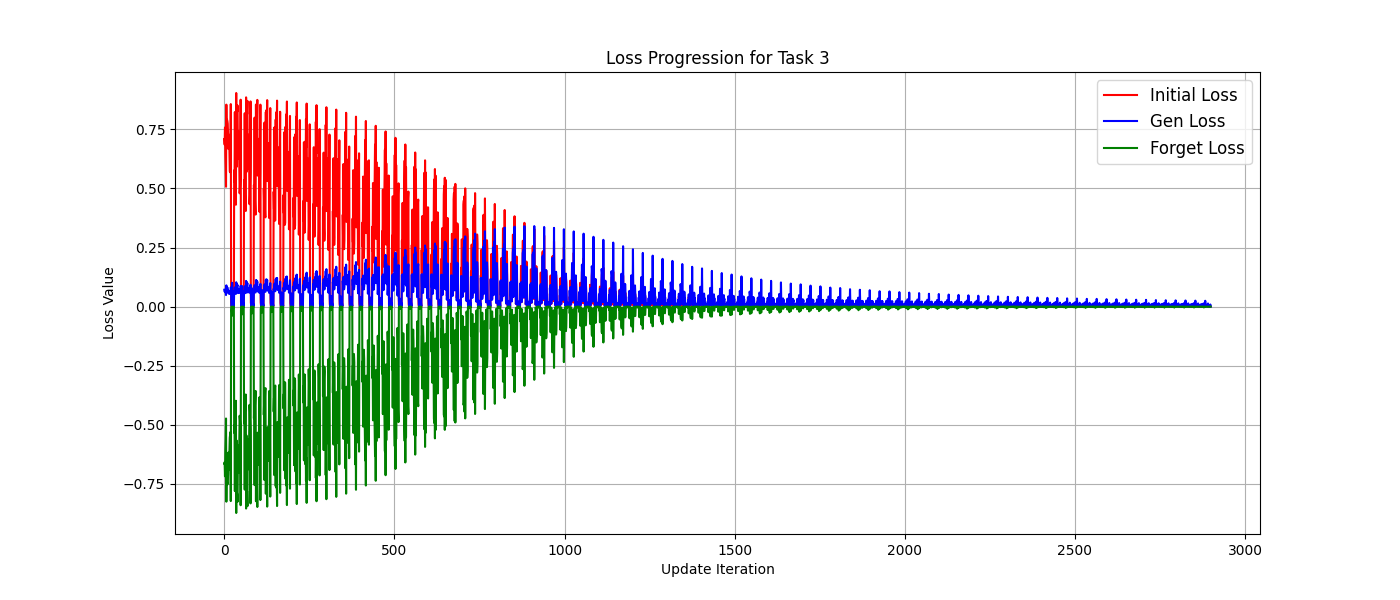 Loss Progression for Task 3
Initial Loss
Gen Loss
Forget Loss
Loss Value
0.75
0.50
0.25
0.00
−0.25
−0.50
−0.75
0
500
1000
1500
2000
2500
3000
Update Iteration